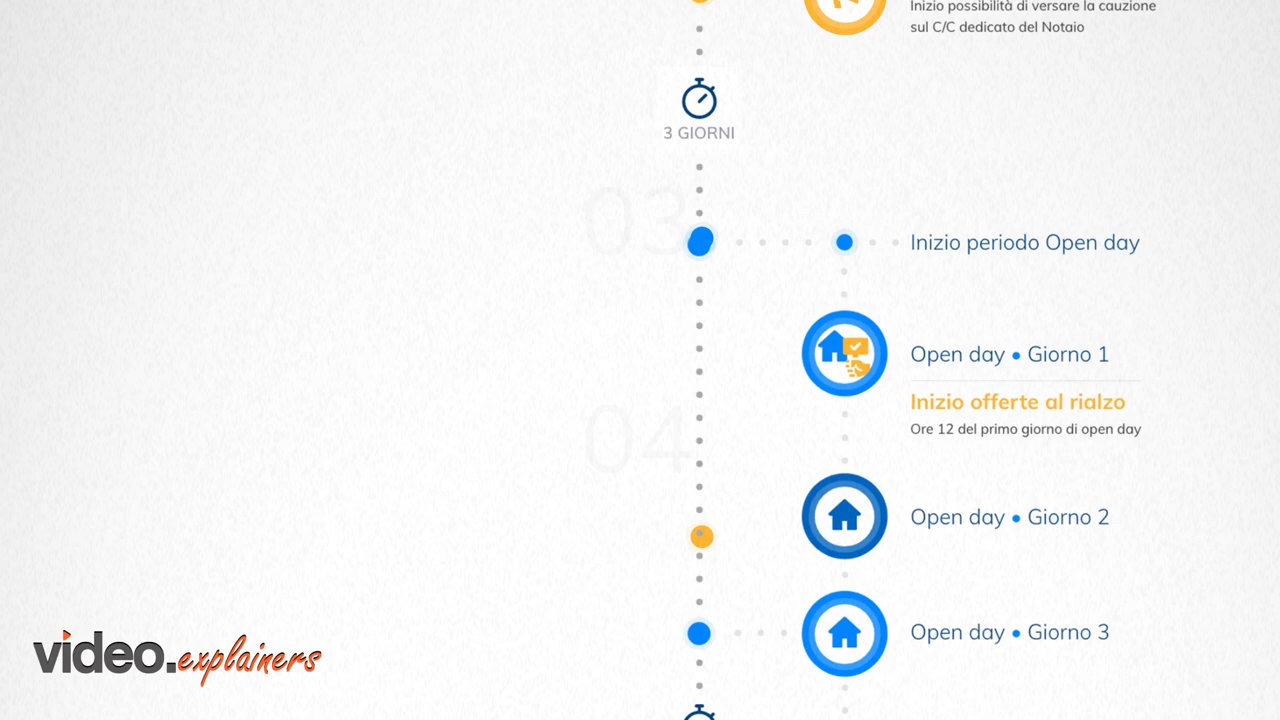 Inizio possibilità di versare la cauzione
sul C/C dedicato del Notaio
3 GIORNI
03
Inizio periodo Open day
Open day • Giorno 1
Inizio offerte al rialzo
Ore 12 del primo giorno di open day
04
Open day • Giorno 2
Open day • Giorno 3
video.explainers